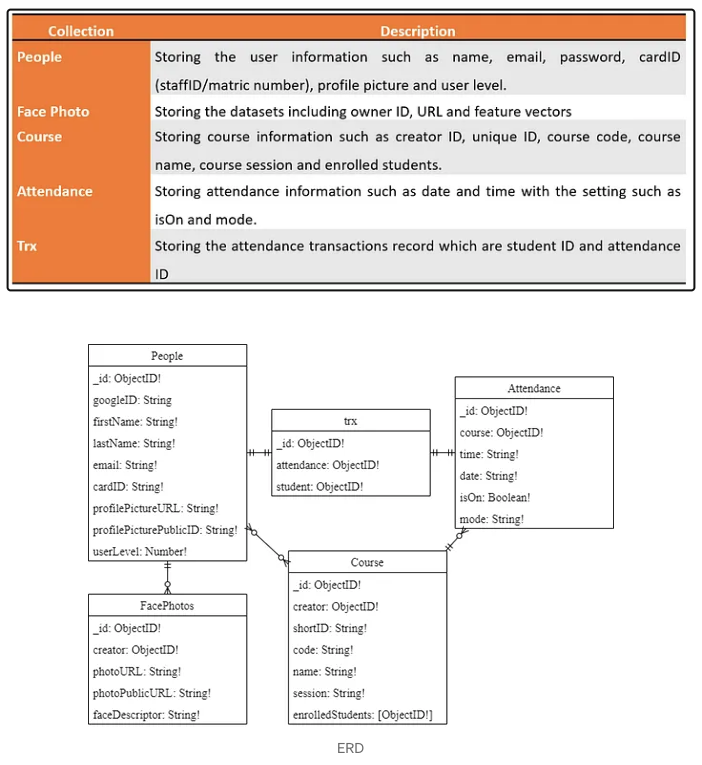 Collection Description
People Storing the user information such as name, email, password, cardID
(staffID/matric number), profile picture and user level.
Face Photo Storing the datasets including owner ID, URL and feature vectors
Course Storing course information such as creator ID, unique ID, course code, course
name, course session and enrolled students.
Attendance Storing attendance information such as date and time with the setting such as
isOn and mode.
Trx Storing the attendance transactions record which are student ID and attendance
ID
People
_id: ObjectID!
googleID: String
firstName: String!
lastName: String!
email: String!
cardID: String!
profilePictureURL: String!
profilePicturePublicID: String!
userLevel: Number!
trx
_id: ObjectID!
attendance: ObjectID!
student: ObjectID!
Attendance
_id: ObjectID!
course: ObjectID!
time: String!
date: String!
isOn: Boolean!
mode: String!
FacePhotos
_id: ObjectID!
creator: ObjectID!
photoURL: String!
photoPublicURL: String!
faceDescriptor: String!
Course
_id: ObjectID!
creator: ObjectID!
shortID: String!
code: String!
name: String!
session: String!
enrolledStudents: [ObjectID!]
ERD